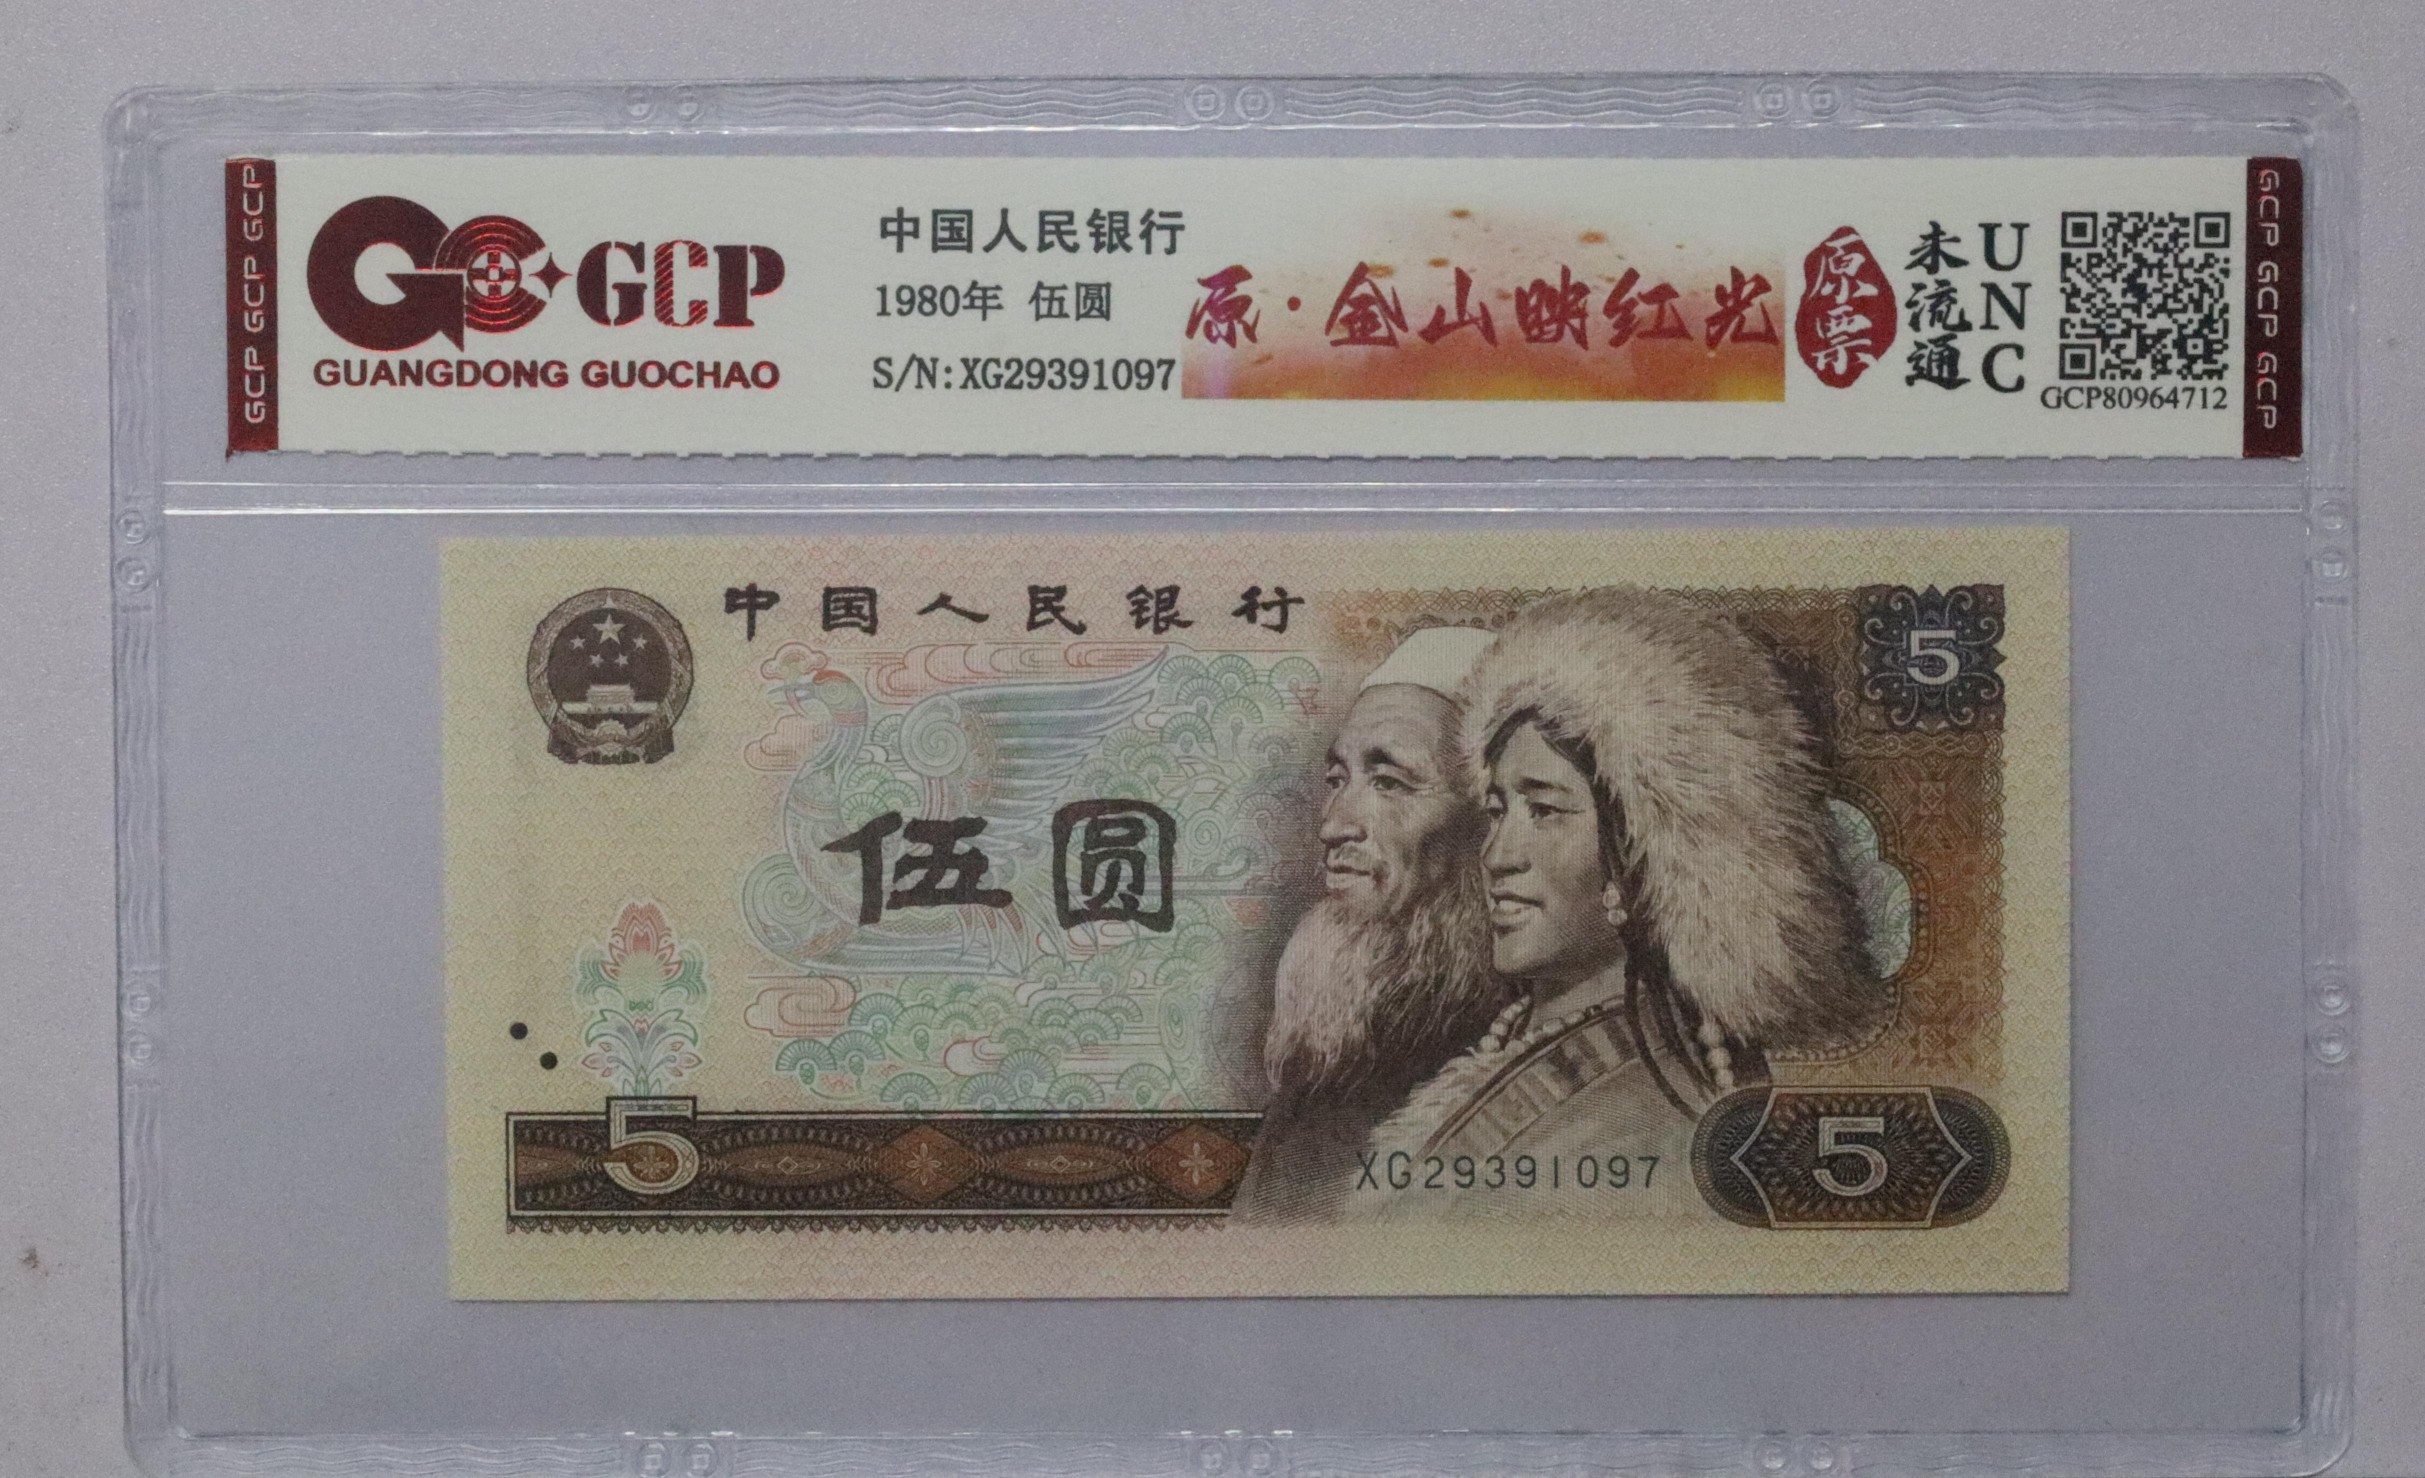 GCP GCP GCP
GCP
GUANGDONG GUOCHAO
中国人民银行
1980年 伍圆
S/N:XG29391097
原·金山映红光
原票
未流通
UNC
GCP80964712
GCP GCP GCP
中国人民银行
5
伍圆
5
XG29391097
5